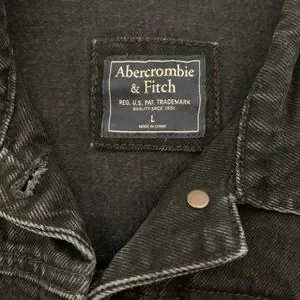 Abercrombie
& Fitch
REG. U.S. PAT. TRADEMARK
QUALITY SINCE 1892
L
MADE IN CHINA